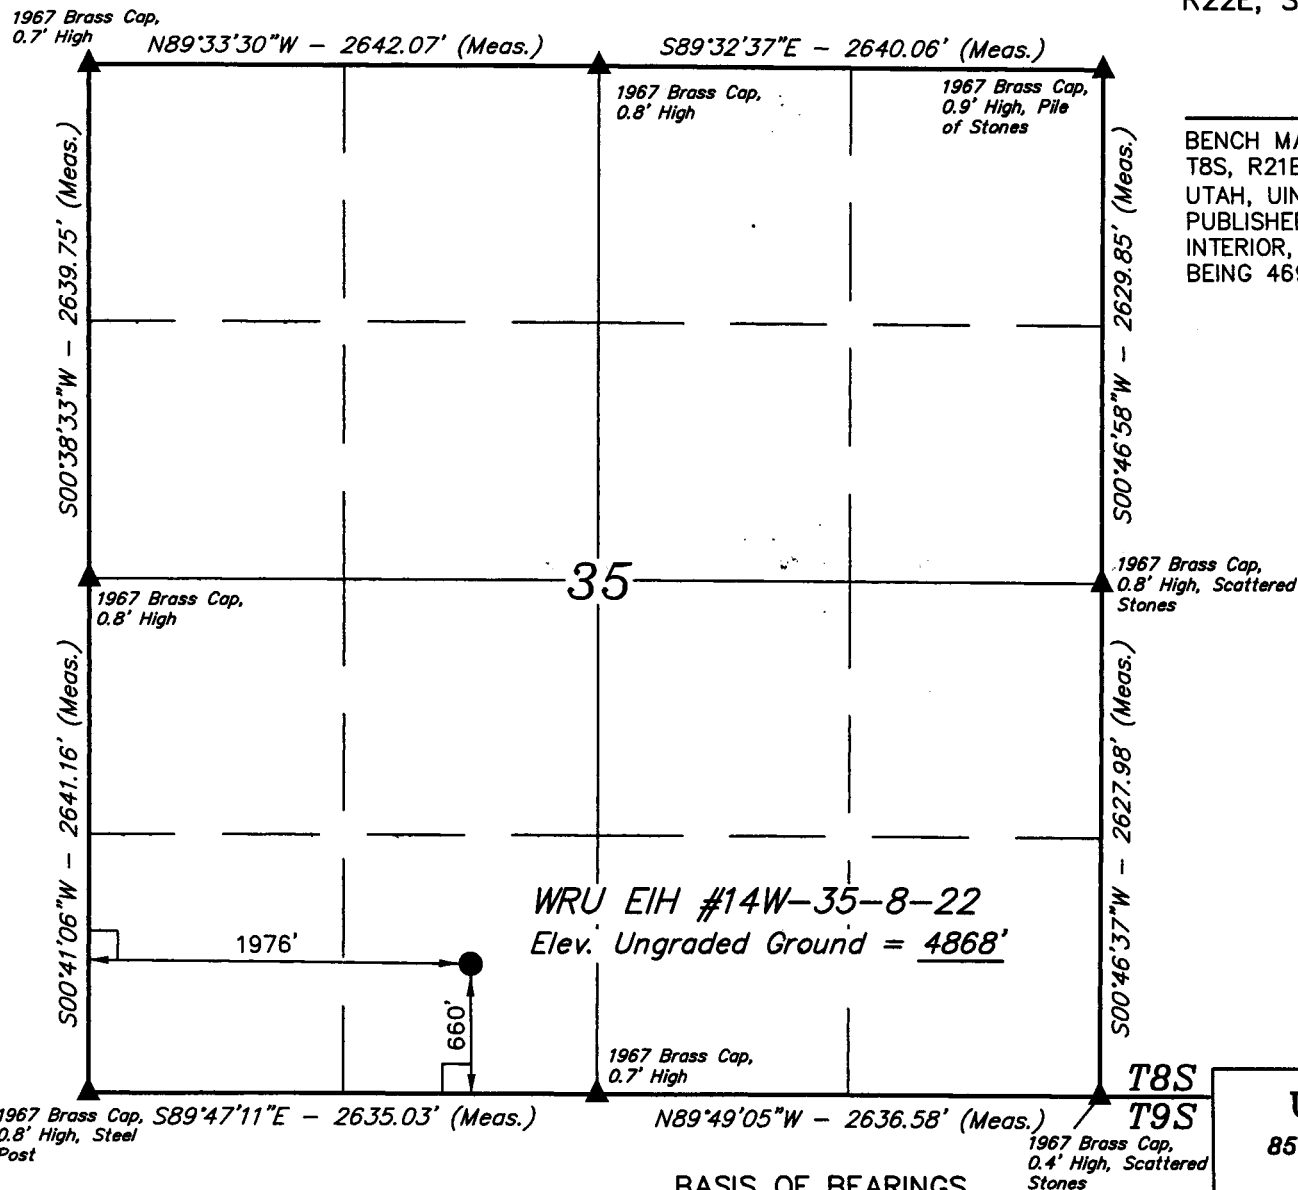 1967 Brass Cap,
0.7' High
N89°33'30"W - 2642.07' (Meas.)
S89°32'37"E - 2640.06' (Meas.)
R22E, S
1967 Brass Cap,
0.8' High
1967 Brass Cap,
0.9' High, Pile
of Stones
S00°38'33"W - 2639.75' (Meas.)
S00°46'58"W - 2629.85' (Meas.)
BENCH MA
T8S, R21E
UTAH, UIN
PUBLISHE
INTERIOR,
BEING 469
35
1967 Brass Cap,
0.8' High
1967 Brass Cap,
0.8' High, Scattered
Stones
S00°41'06"W - 2641.16' (Meas.)
S00°46'37"W - 2627.98' (Meas.)
WRU EIH #14W-35-8-22
Elev. Ungraded Ground = 4868'
1976'
660'
1967 Brass Cap,
0.7' High
T8S
T9S
1967 Brass Cap,
0.8' High, Steel
Post
S89°47'11"E - 2635.03' (Meas.)
N89°49'05"W - 2636.58' (Meas.)
1967 Brass Cap,
0.4' High, Scattered
Stones
U
85
BASIS OF BEARINGS